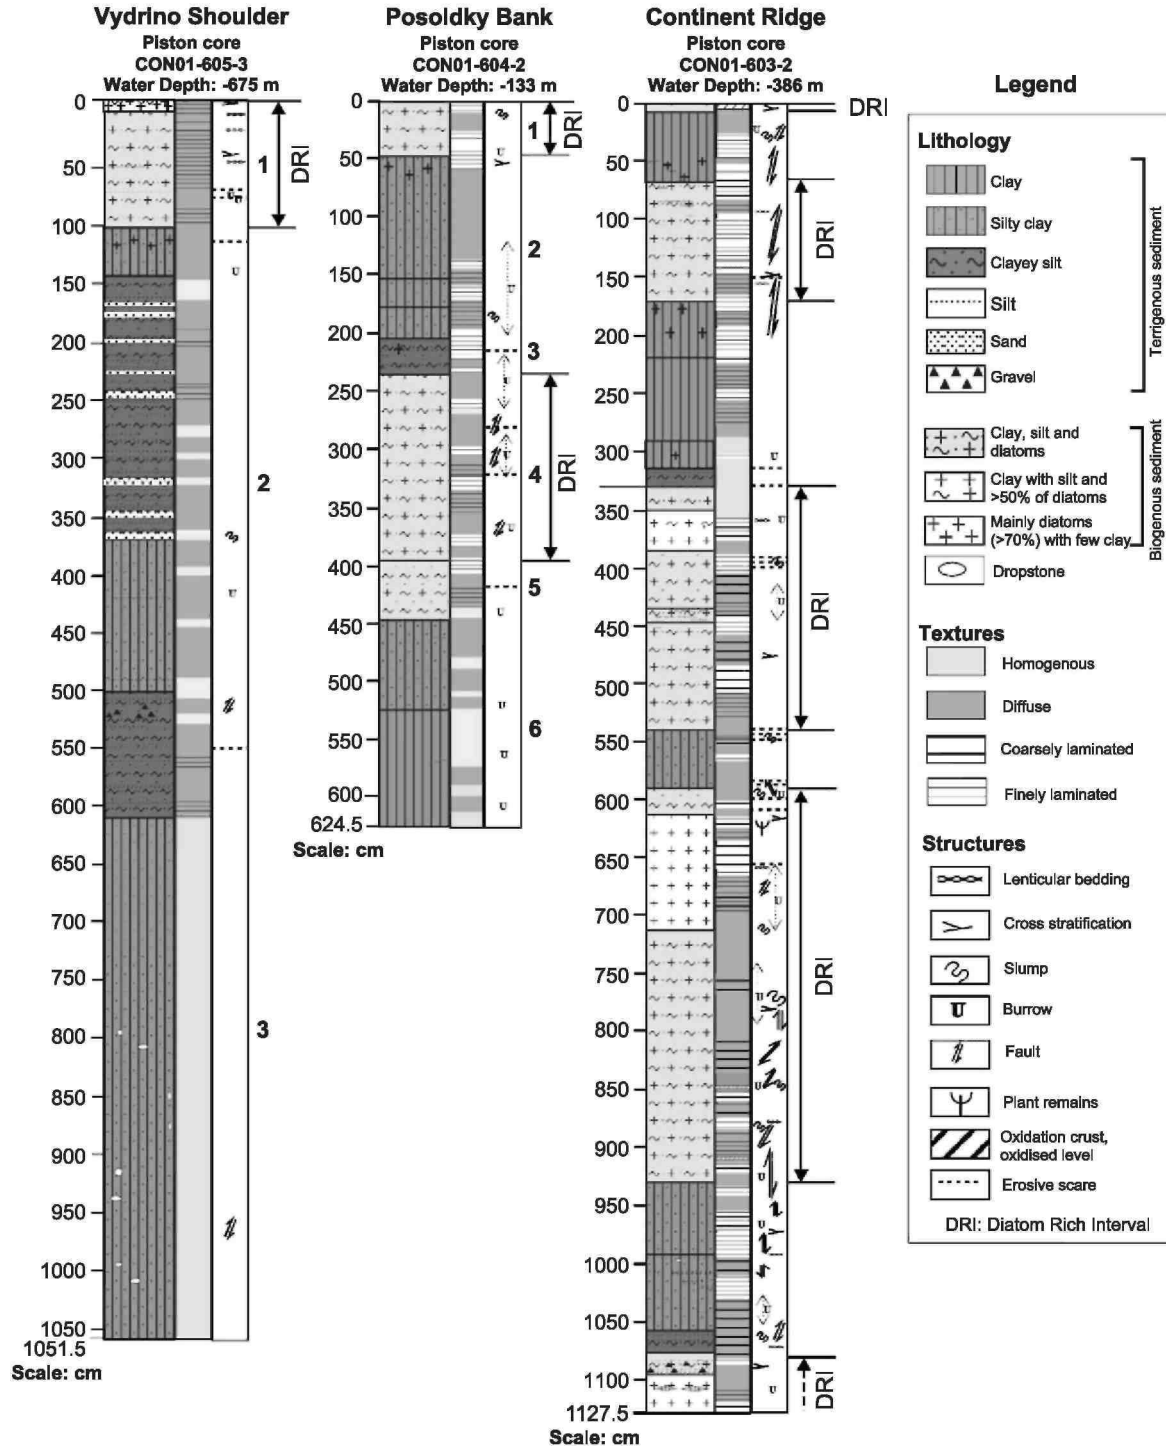 Vydrino Shoulder
Piston core
CON01-605-3
Water Depth: -675 m
0
50
100
150
200
250
300
350
400
450
500
550
600
650
700
750
800
850
900
950
1000
1050
1051.5
Scale: cm
1
DRI
2
3
Posoldky Bank
Piston core
CON01-604-2
Water Depth: -133 m
0
50
100
150
200
250
300
350
400
450
500
550
600
624.5
Scale: cm
1
DRI
2
3
4
DRI
5
6
Continent Ridge
Piston core
CON01-603-2
Water Depth: -386 m
0
50
100
150
200
250
300
350
400
450
500
550
600
650
700
750
800
850
900
950
1000
1050
1100
1127.5
Scale: cm
DRI
DRI
DRI
DRI
DRI
Legend
Lithology
Clay
Silty clay
Clayey silt
Silt
Sand
Gravel
Terrigenous sediment
Clay, silt and
diatoms
Clay with silt and
>50% of diatoms
Mainly diatoms
(>70%) with few clay
Biogenous sediment
Dropstone
Textures
Homogenous
Diffuse
Coarsely laminated
Finely laminated
Structures
Lenticular bedding
Cross stratification
Slump
Burrow
Fault
Plant remains
Oxidation crust,
oxidised level
Erosive scare
DRI: Diatom Rich Interval